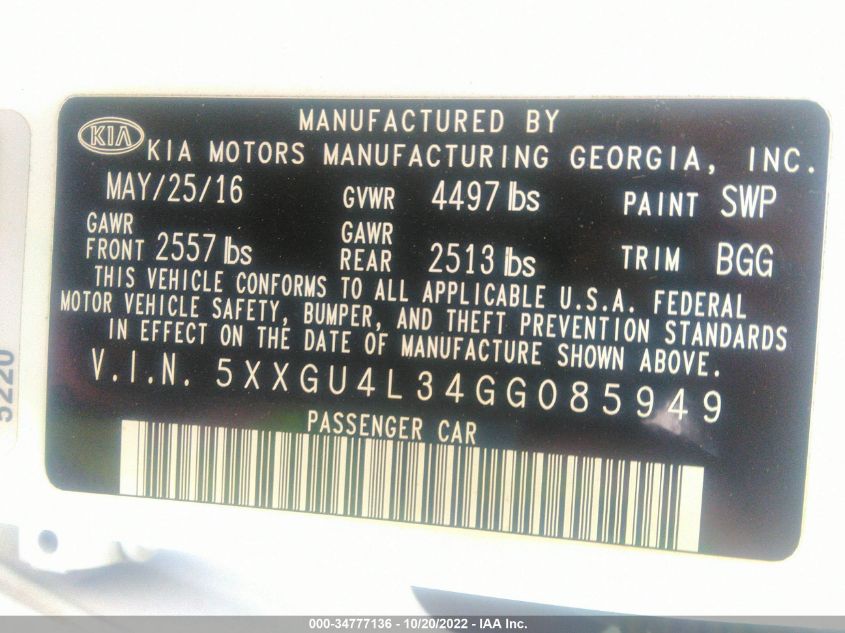 MANUFACTURED BY
KIA KIA MOTORS MANUFACTURING GEORGIA, INC.
MAY/25/16 GVWR 4497 lbs PAINT SWP
GAWR FRONT 2557 lbs GAWR REAR 2513 lbs TRIM BGG
THIS VEHICLE CONFORMS TO ALL APPLICABLE U.S.A. FEDERAL
MOTOR VEHICLE SAFETY, BUMPER, AND THEFT PREVENTION STANDARDS
IN EFFECT ON THE DATE OF MANUFACTURE SHOWN ABOVE.
V.I.N. 5XXGU4L34GG085949
PASSENGER CAR
5220
000-34777136 - 10/20/2022 - IAA Inc.